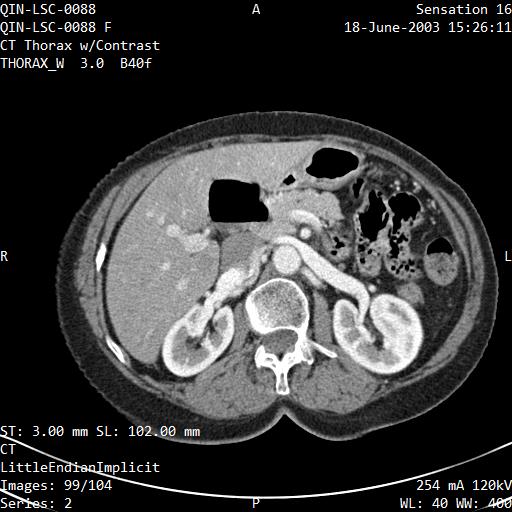 QIN-LSC-0088
A
Sensation 16
QIN-LSC-0088 F
18-June-2003 15:26:11
CT Thorax w/Contrast
THORAX_W 3.0 B40f
R
L
ST: 3.00 mm SL: 102.00 mm
CT
LittleEndianImplicit
Images: 99/104
254 mA 120kV
Series: 2
P
WL: 40 WW: 400